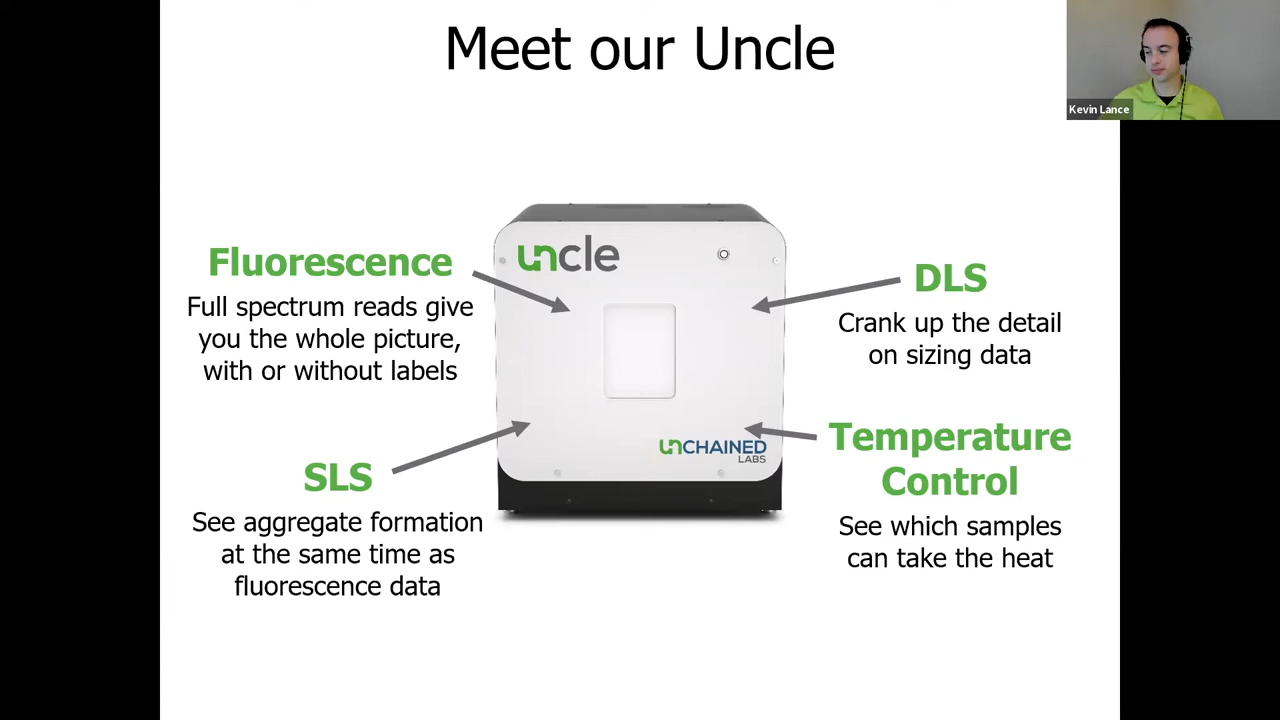 Meet our Uncle
Kevin Lance
Fluorescence
Full spectrum reads give
you the whole picture,
with or without labels
SLS
See aggregate formation
at the same time as
fluorescence data
uncle
UNCHAINED
LABS
DLS
Crank up the detail
on sizing data
Temperature
Control
See which samples
can take the heat